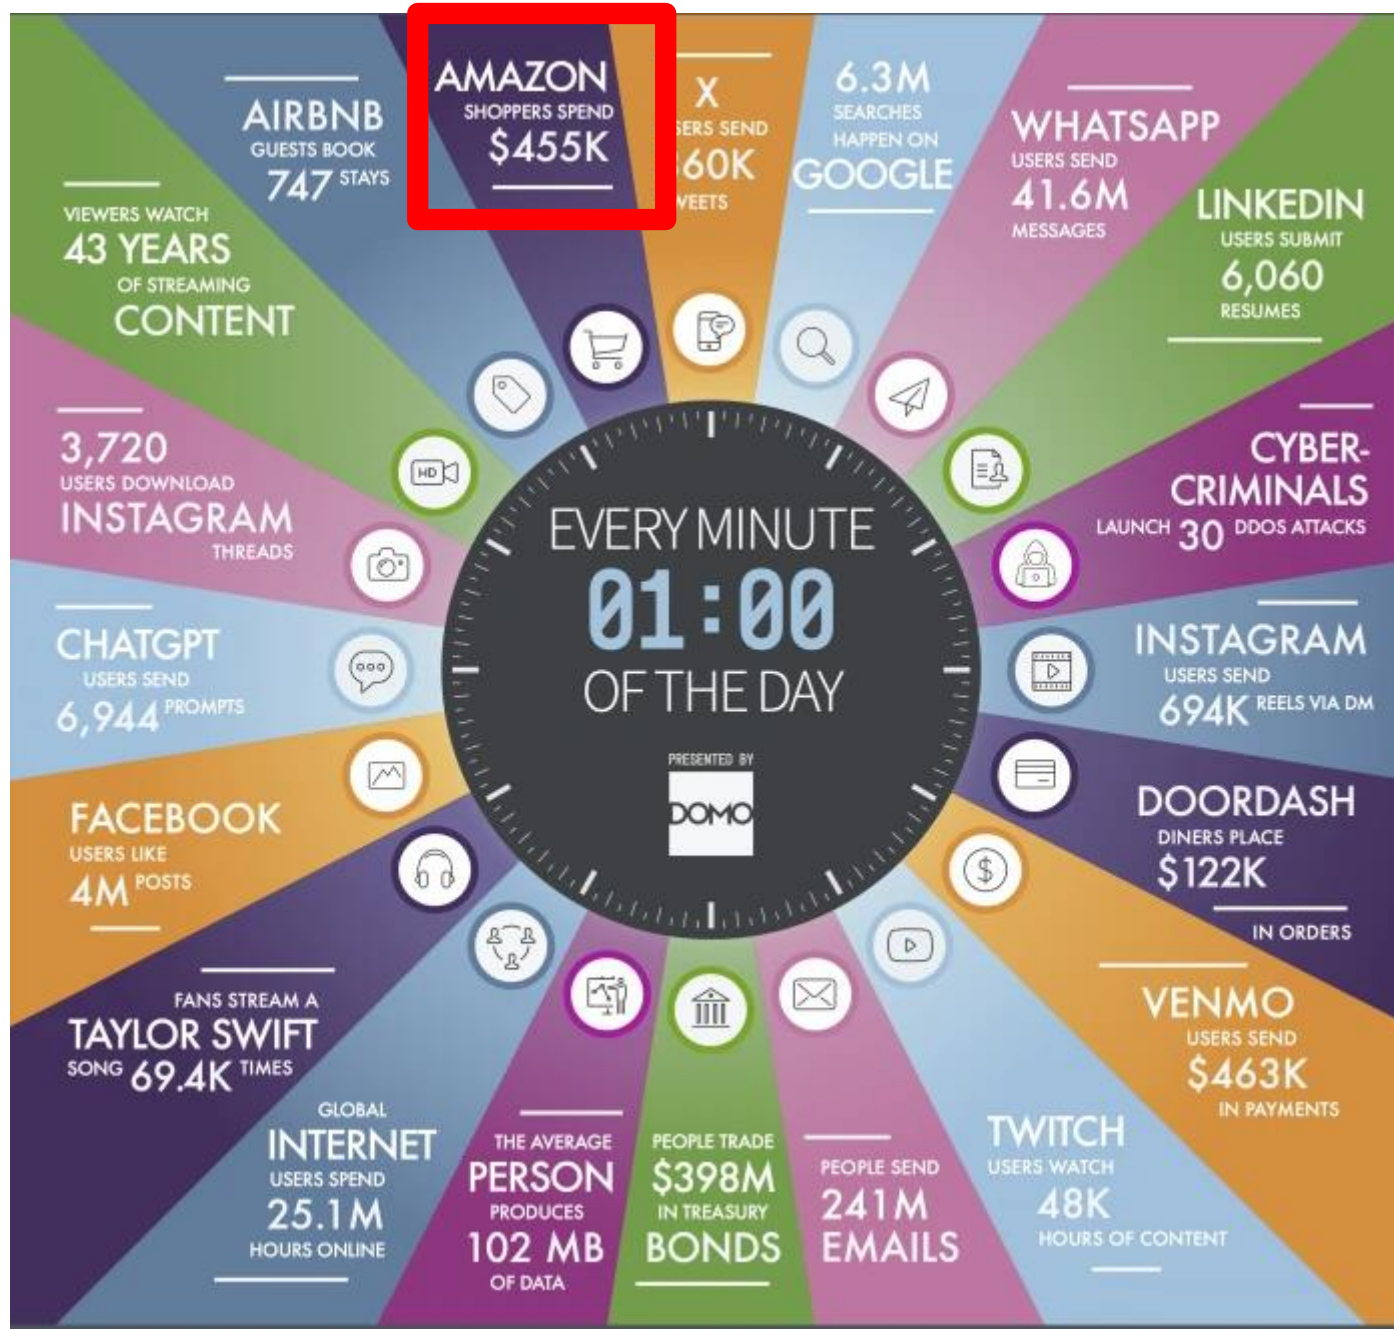 AMAZON
SHOPPERS SPEND
$455K
X
SEND
60K
6.3M
SEARCHES
HAPPEN ON
GOOGLE
WHATSAPP
USERS SEND
41.6M
MESSAGES
LINKEDIN
USERS SUBMIT
6,060
RESUMES
CYBER-
CRIMINALS
LAUNCH 30 DDOS ATTACKS
INSTAGRAM
USERS SEND
694K REELS VIA DM
DOORDASH
DINERS PLACE
$122K
IN ORDERS
VENMO
USERS SEND
$463K
IN PAYMENTS
TWITCH
USERS WATCH
48K
HOURS OF CONTENT
PEOPLE SEND
241M
EMAILS
PEOPLE TRADE
$398M
IN TREASURY
BONDS
THE AVERAGE
PERSON
PRODUCES
102 MB
OF DATA
GLOBAL
INTERNET
USERS SPEND
25.1M
HOURS ONLINE
FANS STREAM A
TAYLOR SWIFT
SONG 69.4K TIMES
FACEBOOK
USERS LIKE
4M POSTS
CHATGPT
USERS SEND
6,944 PROMPTS
3,720
USERS DOWNLOAD
INSTAGRAM
THREADS
VIEWERS WATCH
43 YEARS
OF STREAMING
CONTENT
AIRBNB
GUESTS BOOK
747 STAYS
HD
EVERY MINUTE
01:00
OF THE DAY
PRESENTED BY
DOMO